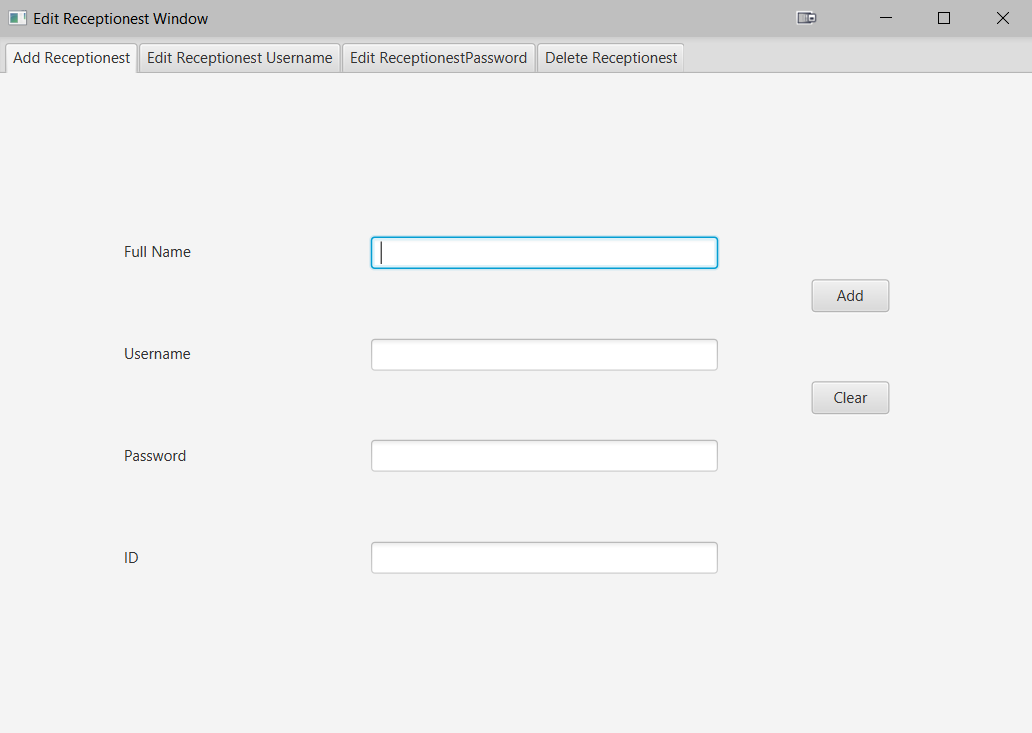 Edit Receptionest Window
Add Receptionest Edit Receptionest Username Edit ReceptionestPassword Delete Receptionest
Full Name
Add
Username
Clear
Password
ID